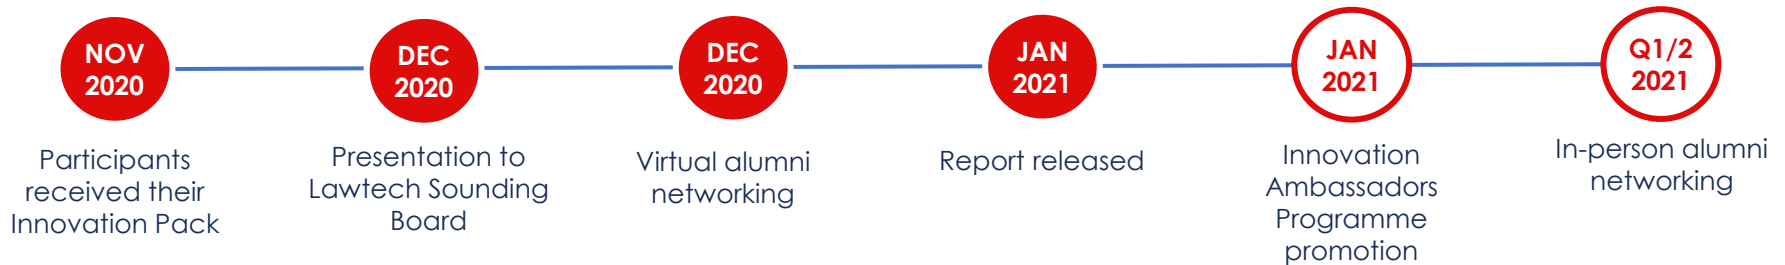 NOV
2020
Participants
received their
Innovation Pack
DEC
2020
Presentation to
Lawtech Sounding
Board
DEC
2020
Virtual alumni
networking
JAN
2021
Report released
JAN
2021
Innovation
Ambassadors
Programme
promotion
Q1/2
2021
In-person alumni
networking